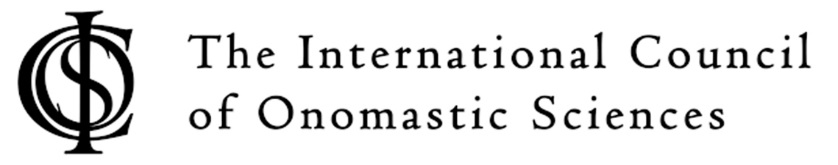 The International Council
of Onomastic Sciences